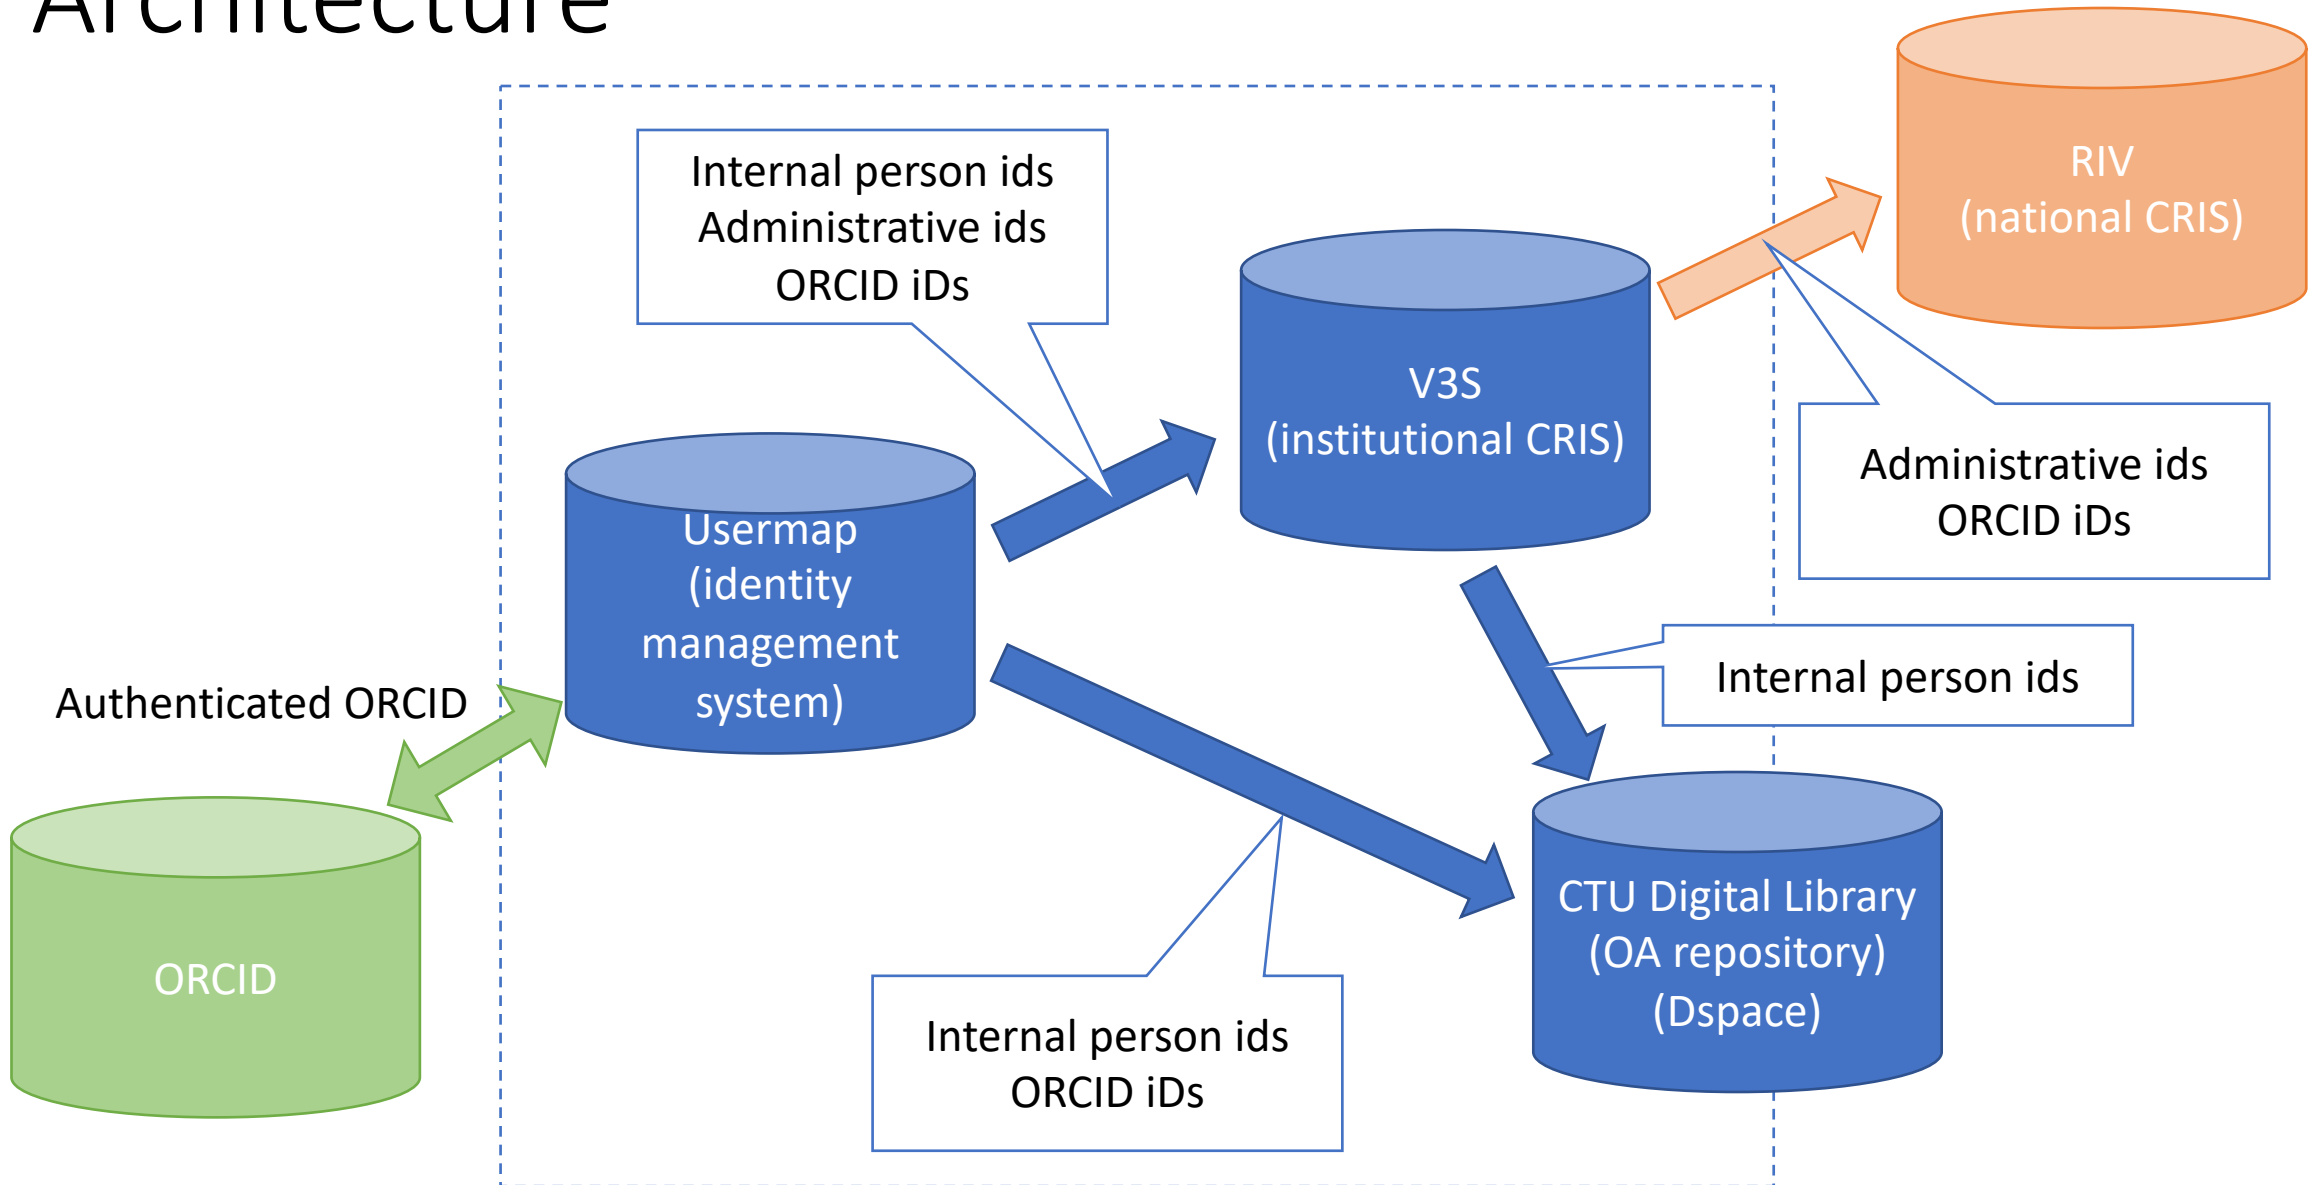 Architecture
RIV
(national CRIS)
Internal person ids
Administrative ids
ORCID iDs
V3S
(institutional CRIS)
Administrative ids
ORCID iDs
Usermap
(identity
management
system)
Internal person ids
Authenticated ORCID
ORCID
CTU Digital Library
(OA repository)
(Dspace)
Internal person ids
ORCID iDs